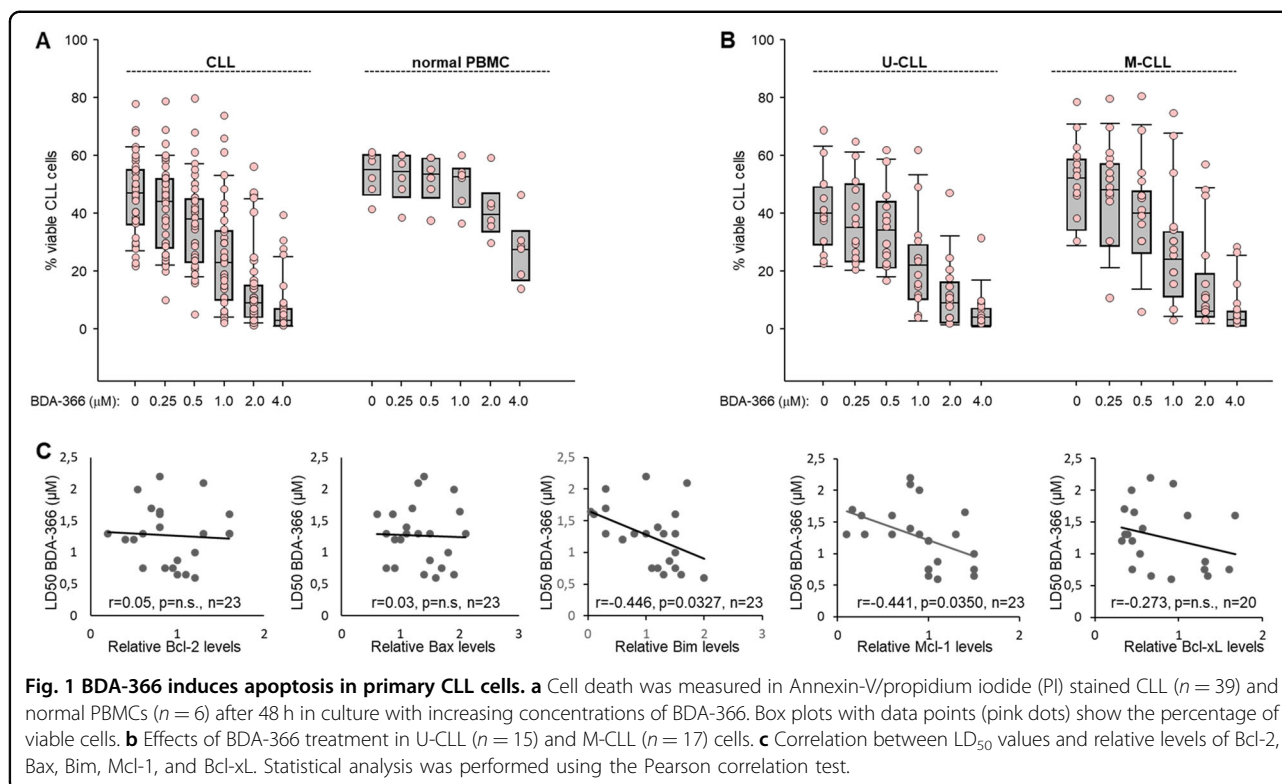 A
B
CLL
normal PBMC
U-CLL
M-CLL
% viable CLL cells
100
80
60
40
20
0
BDA-366 (μM): 0 0.25 0.5 1.0 2.0 4.0 0 0.25 0.5 1.0 2.0 4.0
% viable CLL cells
100
80
60
40
20
0
BDA-366 (μM): 0 0.25 0.5 1.0 2.0 4.0 0 0.25 0.5 1.0 2.0 4.0
C
LD50 BDA-366 (μM)
2,5
2
1,5
1
0,5
0
r=0.05, p=n.s., n=23
0 1 2
Relative Bcl-2 levels
LD50 BDA-366 (μM)
2,5
2
1,5
1
0,5
0
r=0.03, p=n.s, n=23
0 1 2 3
Relative Bax levels
LD50 BDA-366 (μM)
2,5
2
1,5
1
0,5
0
r=-0.446, p=0.0327, n=23
0 1 2 3
Relative Bim levels
LD50 BDA-366 (μM)
2,5
2
1,5
1
0,5
0
r=-0.441, p=0.0350, n=23
0 1 2
Relative Mcl-1 levels
LD50 BDA-366 (μM)
2,5
2
1,5
1
0,5
0
r=-0.273, p=n.s., n=20
0 1 2
Relative Bcl-xL levels
Fig. 1 BDA-366 induces apoptosis in primary CLL cells. a Cell death was measured in Annexin-V/propidium iodide (PI) stained CLL (n = 39) and
normal PBMCs (n = 6) after 48 h in culture with increasing concentrations of BDA-366. Box plots with data points (pink dots) show the percentage of
viable cells. b Effects of BDA-366 treatment in U-CLL (n = 15) and M-CLL (n = 17) cells. c Correlation between LD50 values and relative levels of Bcl-2,
Bax, Bim, Mcl-1, and Bcl-xL. Statistical analysis was performed using the Pearson correlation test.